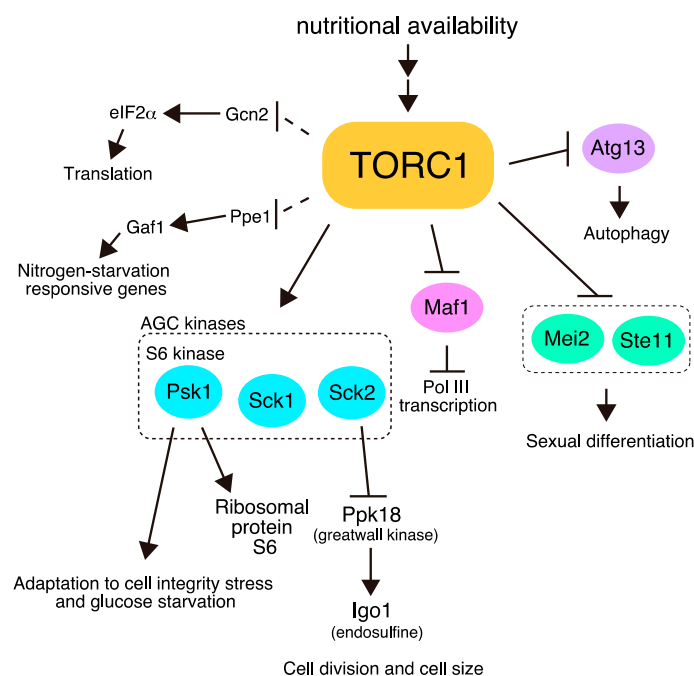 nutritional availability
eIF2α
Gcn2
TORC1
Atg13
Translation
Gaf1
Ppe1
Autophagy
Nitrogen-starvation
responsive genes
Maf1
AGC kinases
S6 kinase
Mei2
Ste11
Psk1
Sck1
Sck2
Pol III
transcription
Sexual differentiation
Ribosomal
protein
S6
Ppk18
(greatwall kinase)
Adaptation to cell integrity stress
and glucose starvation
Igo1
(endosulfine)
Cell division and cell size